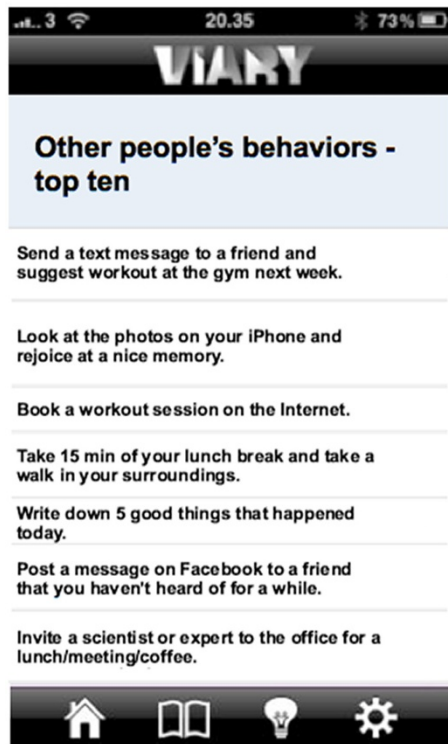 3 20.35 73%
VIARY
Other people's behaviors -
top ten
Send a text message to a friend and
suggest workout at the gym next week.
Look at the photos on your iPhone and
rejoice at a nice memory.
Book a workout session on the Internet.
Take 15 min of your lunch break and take a
walk in your surroundings.
Write down 5 good things that happened
today.
Post a message on Facebook to a friend
that you haven't heard of for a while.
Invite a scientist or expert to the office for a
lunch/meeting/coffee.